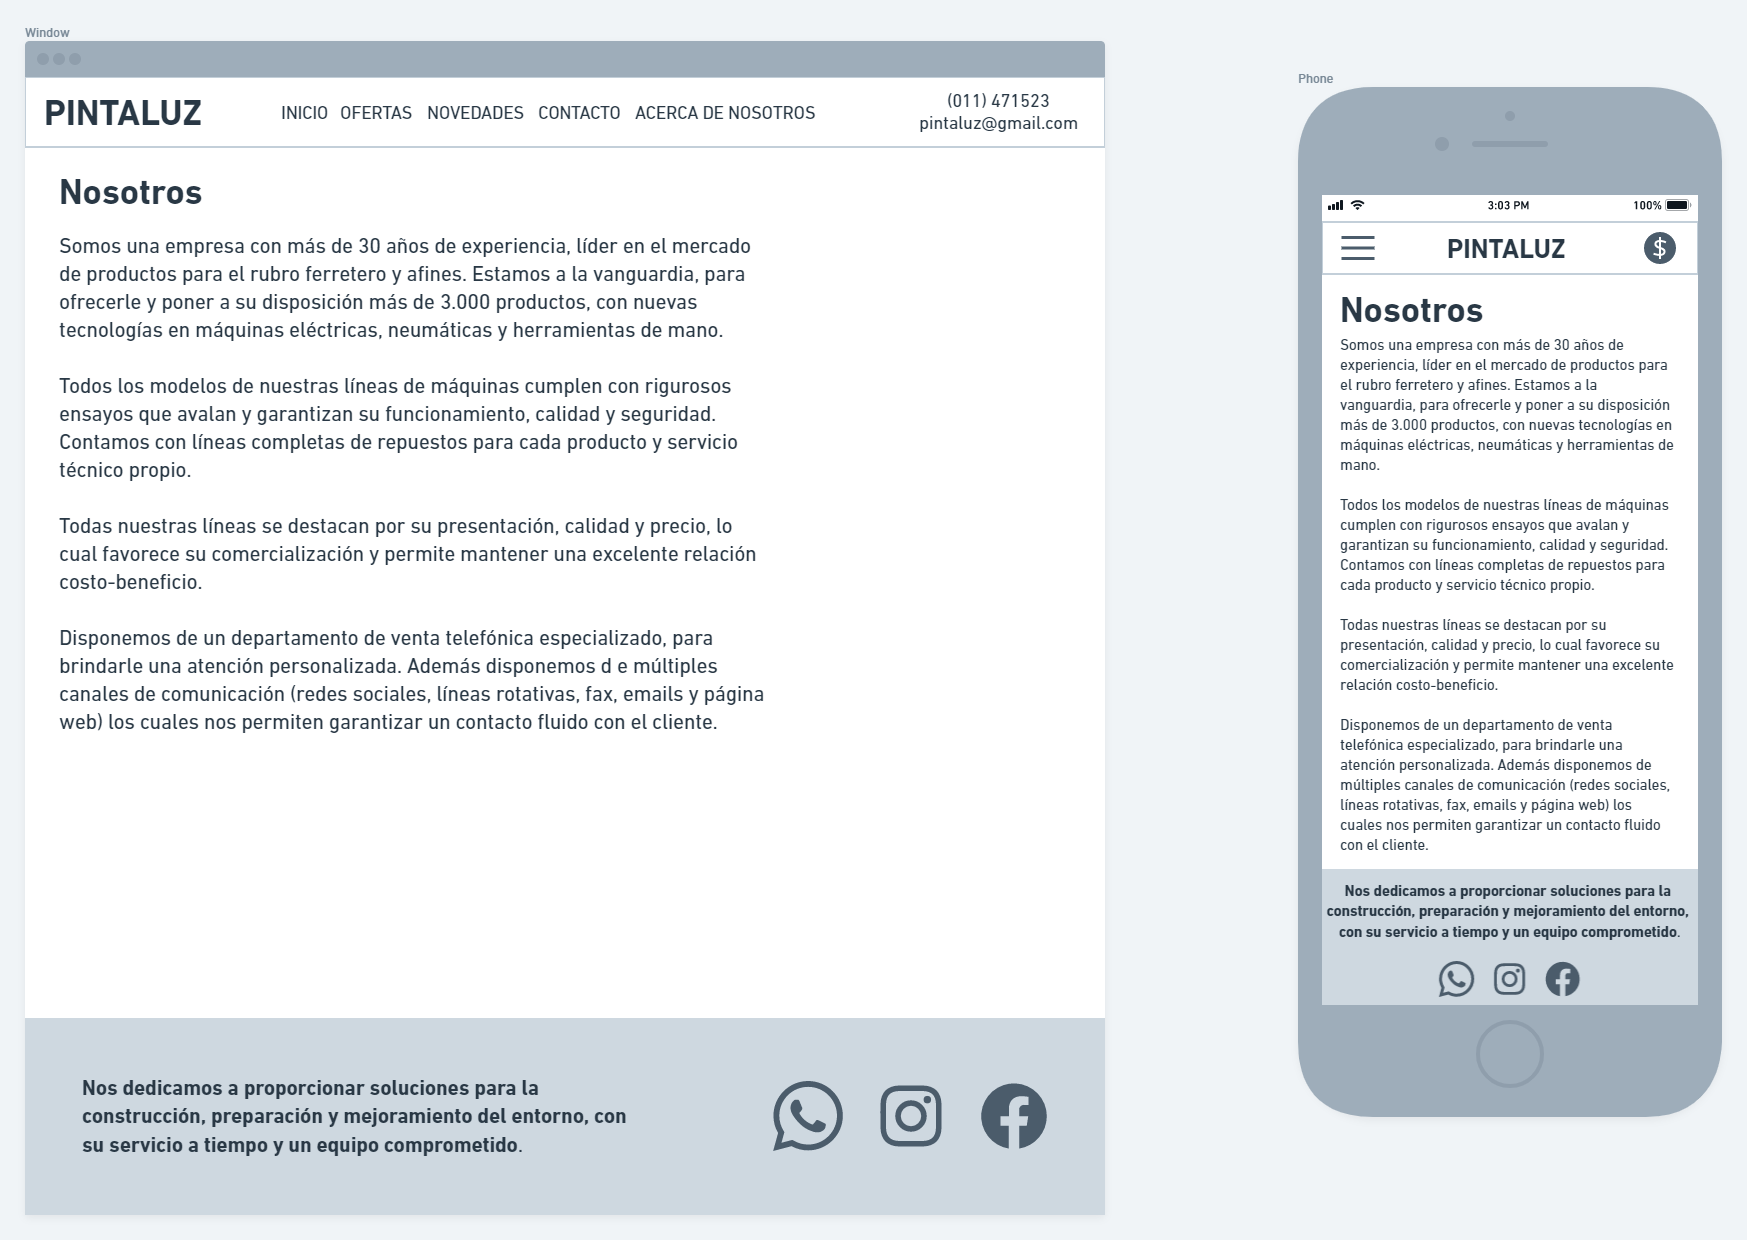 Window
PINTALUZ
INICIO OFERTAS NOVEDADES CONTACTO ACERCA DE NOSOTROS
(011) 471523
pintaluz@gmail.com
Nosotros
Somos una empresa con más de 30 años de experiencia, líder en el mercado
de productos para el rubro ferretero y afines. Estamos a la vanguardia, para
ofrecerle y poner a su disposición más de 3.000 productos, con nuevas
tecnologías en máquinas eléctricas, neumáticas y herramientas de mano.
Todos los modelos de nuestras líneas de máquinas cumplen con rigurosos
ensayos que avalan y garantizan su funcionamiento, calidad y seguridad.
Contamos con líneas completas de repuestos para cada producto y servicio
técnico propio.
Todas nuestras líneas se destacan por su presentación, calidad y precio, lo
cual favorece su comercialización y permite mantener una excelente relación
costo-beneficio.
Disponemos de un departamento de venta telefónica especializado, para
brindarle una atención personalizada. Además disponemos d e múltiples
canales de comunicación (redes sociales, líneas rotativas, fax, emails y página
web) los cuales nos permiten garantizar un contacto fluido con el cliente.
Nos dedicamos a proporcionar soluciones para la
construcción, preparación y mejoramiento del entorno, con
su servicio a tiempo y un equipo comprometido.
Phone
3:03 PM
100%
PINTALUZ
$
Nosotros
Somos una empresa con más de 30 años de
experiencia, líder en el mercado de productos para
el rubro ferretero y afines. Estamos a la
vanguardia, para ofrecerle y poner a su disposición
más de 3.000 productos, con nuevas tecnologías en
máquinas eléctricas, neumáticas y herramientas de
mano.
Todos los modelos de nuestras líneas de máquinas
cumplen con rigurosos ensayos que avalan y
garantizan su funcionamiento, calidad y seguridad.
Contamos con líneas completas de repuestos para
cada producto y servicio técnico propio.
Todas nuestras líneas se destacan por su
presentación, calidad y precio, lo cual favorece su
comercialización y permite mantener una excelente
relación costo-beneficio.
Disponemos de un departamento de venta
telefónica especializado, para brindarle una
atención personalizada. Además disponemos de
múltiples canales de comunicación (redes sociales,
líneas rotativas, fax, emails y página web) los
cuales nos permiten garantizar un contacto fluido
con el cliente.
Nos dedicamos a proporcionar soluciones para la
construcción, preparación y mejoramiento del entorno,
con su servicio a tiempo y un equipo comprometido.